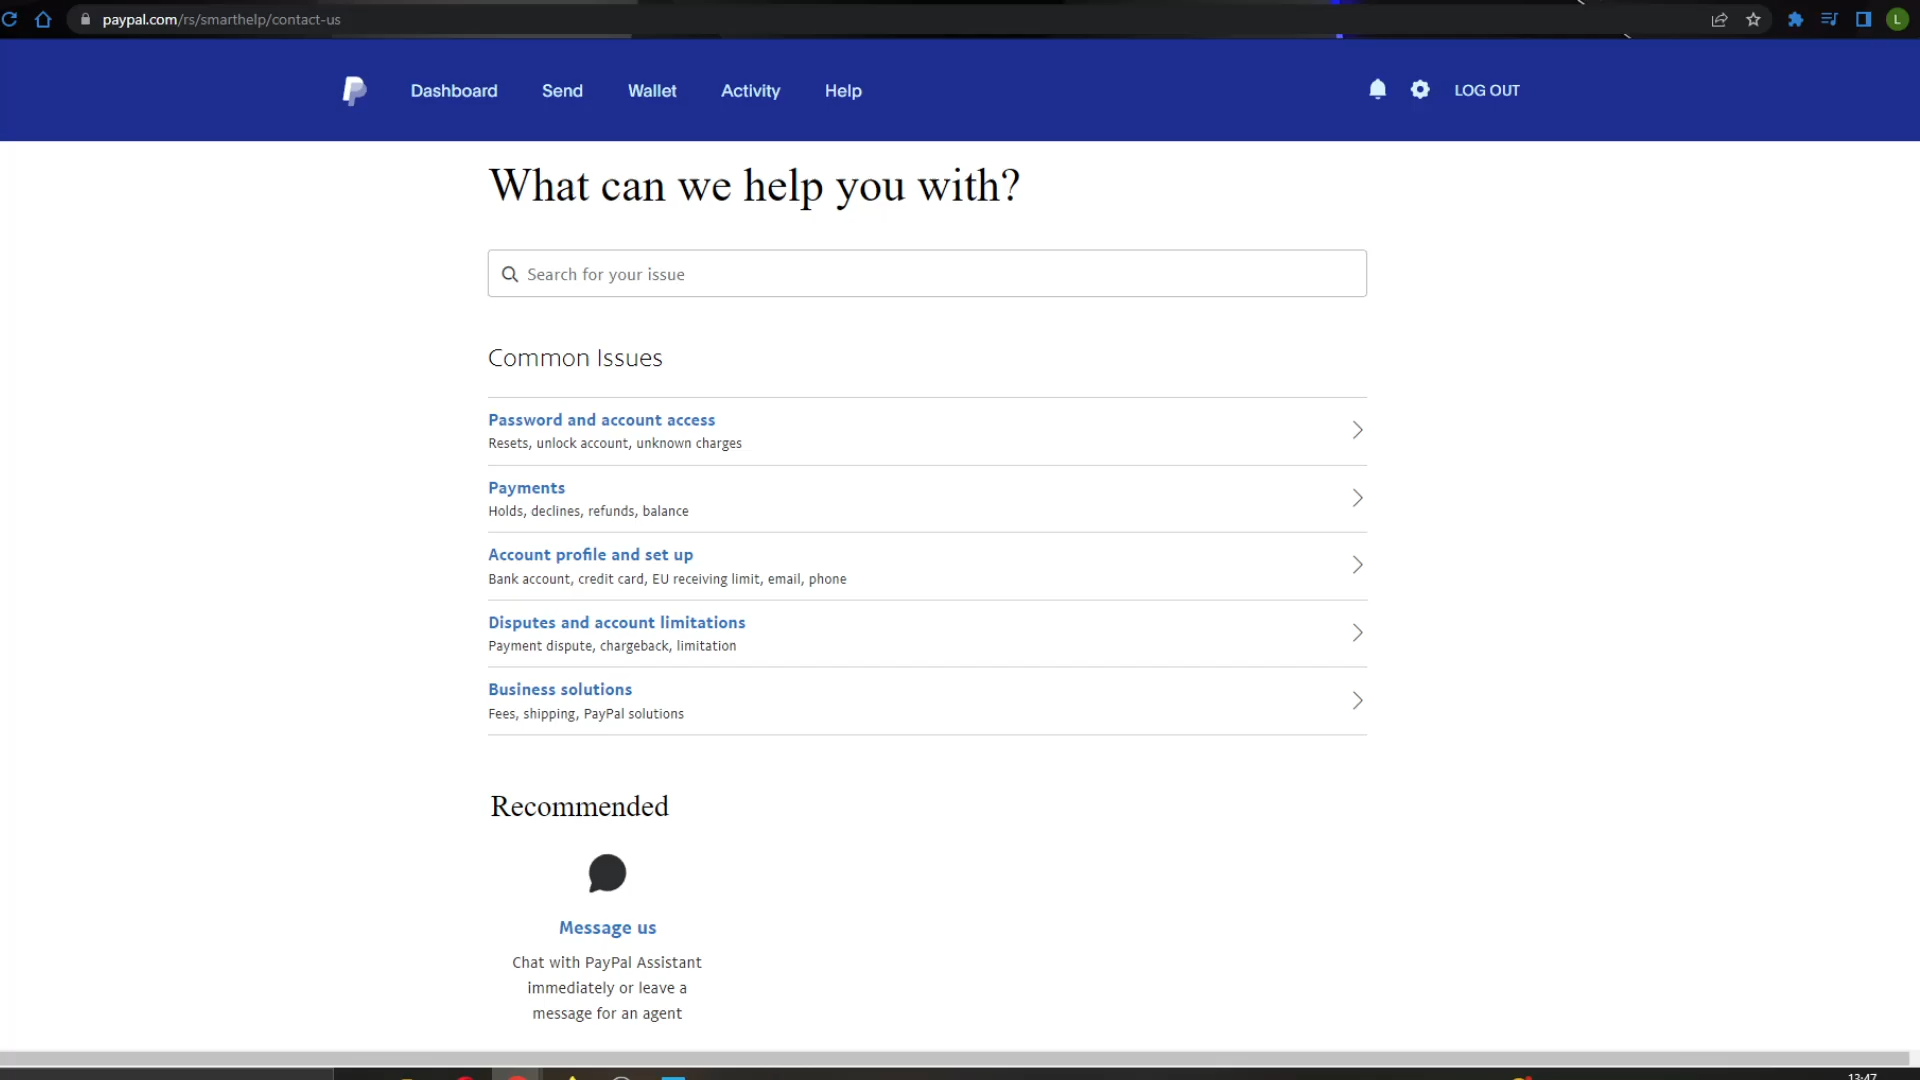 paypal.com/rs/smarthelp/contact-us
L
Dashboard Send Wallet Activity Help LOG OUT
What can we help you with?
Search for your issue
Common Issues
Password and account access
Resets, unlock account, unknown charges
Payments
Holds, declines, refunds, balance
Account profile and set up
Bank account, credit card, EU receiving limit, email, phone
Disputes and account limitations
Payment dispute, chargeback, limitation
Business solutions
Fees, shipping, PayPal solutions
Recommended
Message us
Chat with PayPal Assistant
immediately or leave a
message for an agent
13:47